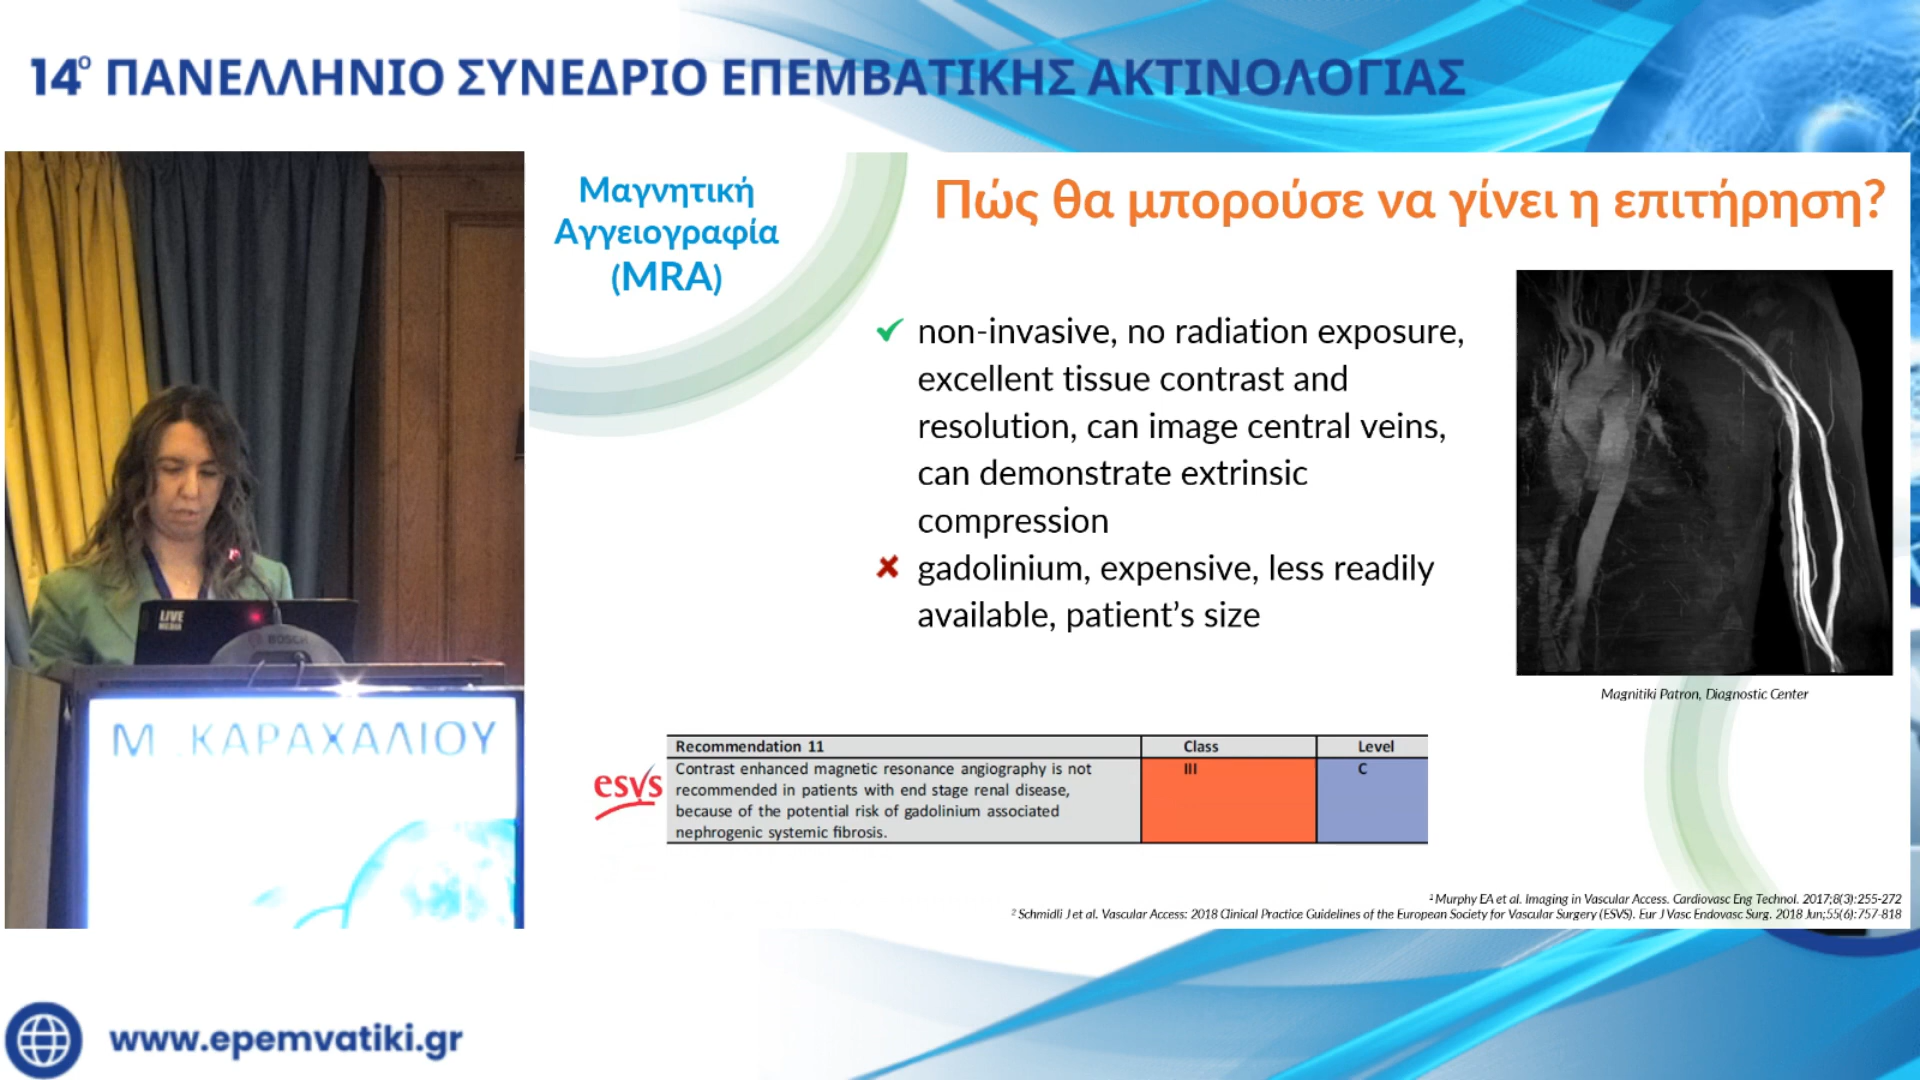 14ο ΠΑΝΕΛΛΗΝΙΟ ΣΥΝΕΔΡΙΟ ΕΠΕΜΒΑΤΙΚΗΣ ΑΚΤΙΝΟΛΟΓΙΑΣ
Μαγνητική
Αγγειογραφία
(MRA)
Πώς θα μπορούσε να γίνει η επιτήρηση;
✔ non-invasive, no radiation exposure,
excellent tissue contrast and
resolution, can image central veins,
can demonstrate extrinsic
compression
✘ gadolinium, expensive, less readily
available, patient’s size
Magnitiki Patron, Diagnostic Center
LIVE
MEDIA
BOSCH
Μ .ΚΑΡΑΧΑΛΙΟΥ
esvs
Recommendation 11 Class Level
Contrast enhanced magnetic resonance angiography is not III C
recommended in patients with end stage renal disease,
because of the potential risk of gadolinium associated
nephrogenic systemic fibrosis.
1 Murphy EA et al. Imaging in Vascular Access. Cardiovasc Eng Technol. 2017;8(3):255-272
2 Schmidli J et al. Vascular Access: 2018 Clinical Practice Guidelines of the European Society for Vascular Surgery (ESVS). Eur J Vasc Endovasc Surg. 2018 Jun;55(6):757-818
www.epemvatiki.gr